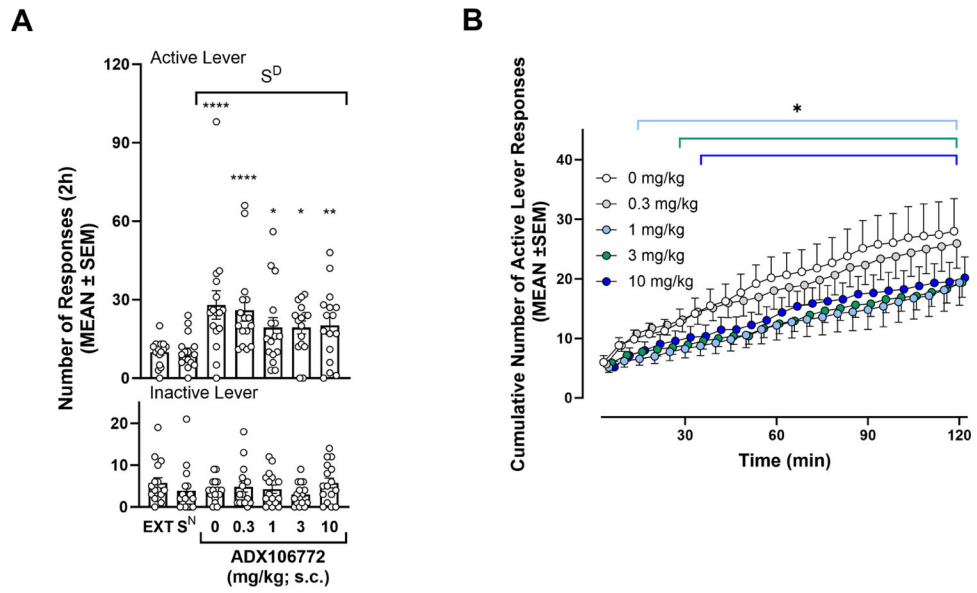 A
Active Lever
S^D
120
90
60
30
0
****
****
*
*
**
Number of Responses (2h)
(MEAN ± SEM)
Inactive Lever
20
10
0
EXT S^N 0 0.3 1 3 10
ADX106772
(mg/kg; s.c.)
B
Cumulative Number of Active Lever Responses
(MEAN ±SEM)
*
40
30
20
10
0
0 mg/kg
0.3 mg/kg
1 mg/kg
3 mg/kg
10 mg/kg
30 60 90 120
Time (min)